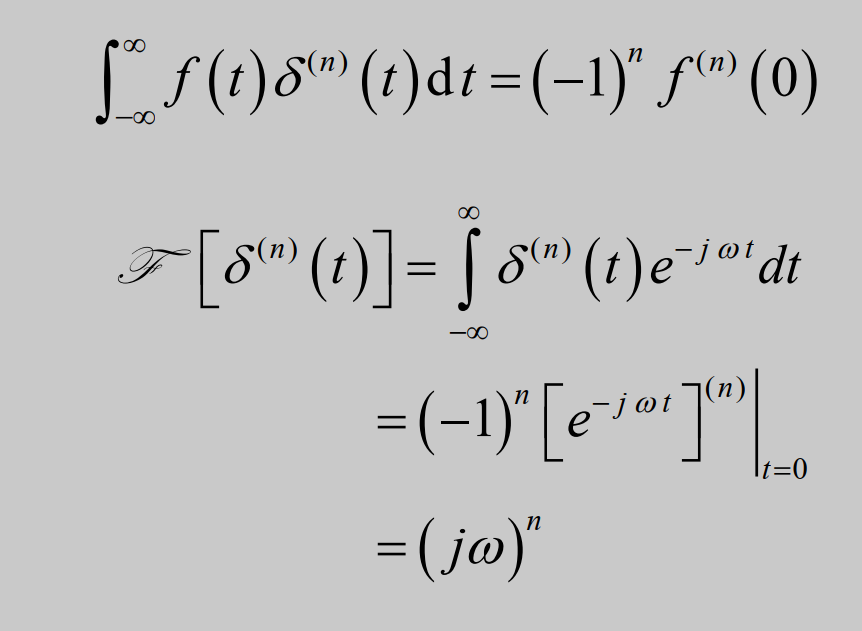 ∫_{-∞}^{∞} f(t) δ^{(n)}(t) dt = (-1)^n f^{(n)}(0)
ℱ[δ^{(n)}(t)] = ∫_{-∞}^{∞} δ^{(n)}(t) e^{-jωt} dt
= (-1)^n [e^{-jωt}]^{(n)}|_{t=0}
= (jω)^n